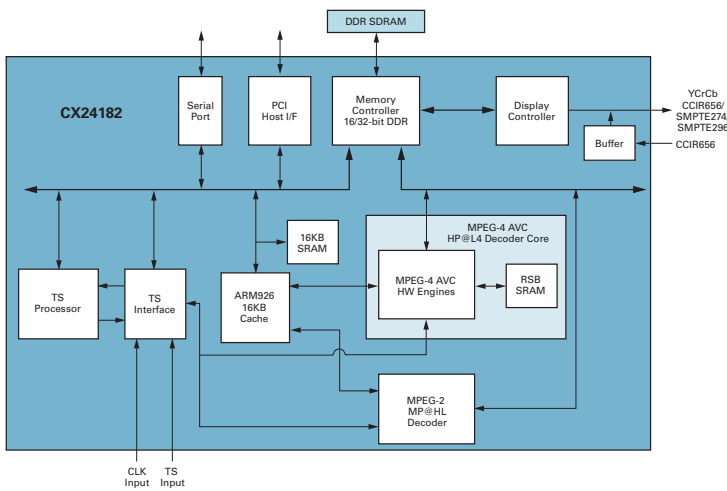 DDR SDRAM
CX24182
Serial
Port
PCI
Host I/F
Memory
Controller
16/32-bit DDR
Display
Controller
YCrCb
CCIR656/
SMPTE274,
SMPTE296
Buffer
CCIR656
MPEG-4 AVC
HP@L4 Decoder Core
16KB
SRAM
TS
Processor
TS
Interface
ARM926
16KB
Cache
MPEG-4 AVC
HW Engines
RSB
SRAM
MPEG-2
MP@HL
Decoder
CLK
Input
TS
Input